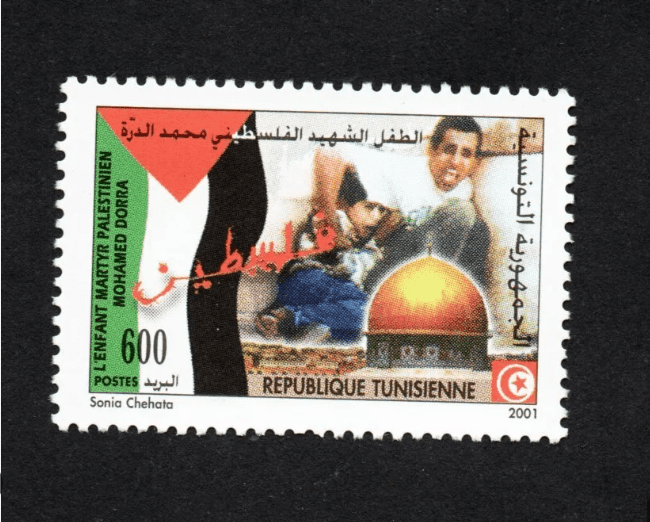 الطفل الشهيد الفلسطيني محمد الدرّة
الجمهورية التونسية
L'ENFANT MARTYR PALESTINIEN
MOHAMED DORRA
فلسطين
600
POSTES البريد
REPUBLIQUE TUNISIENNE
Sonia Chehata
2001